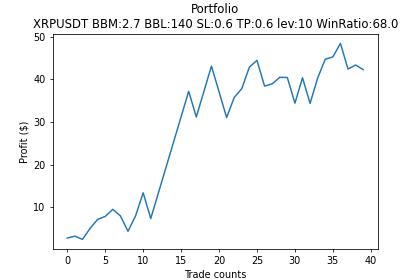 Portfolio
XRPUSDT BBM:2.7 BBL:140 SL:0.6 TP:0.6 lev:10 WinRatio:68.0
50
40
30
20
10
Profit ($)
0 5 10 15 20 25 30 35 40
Trade counts